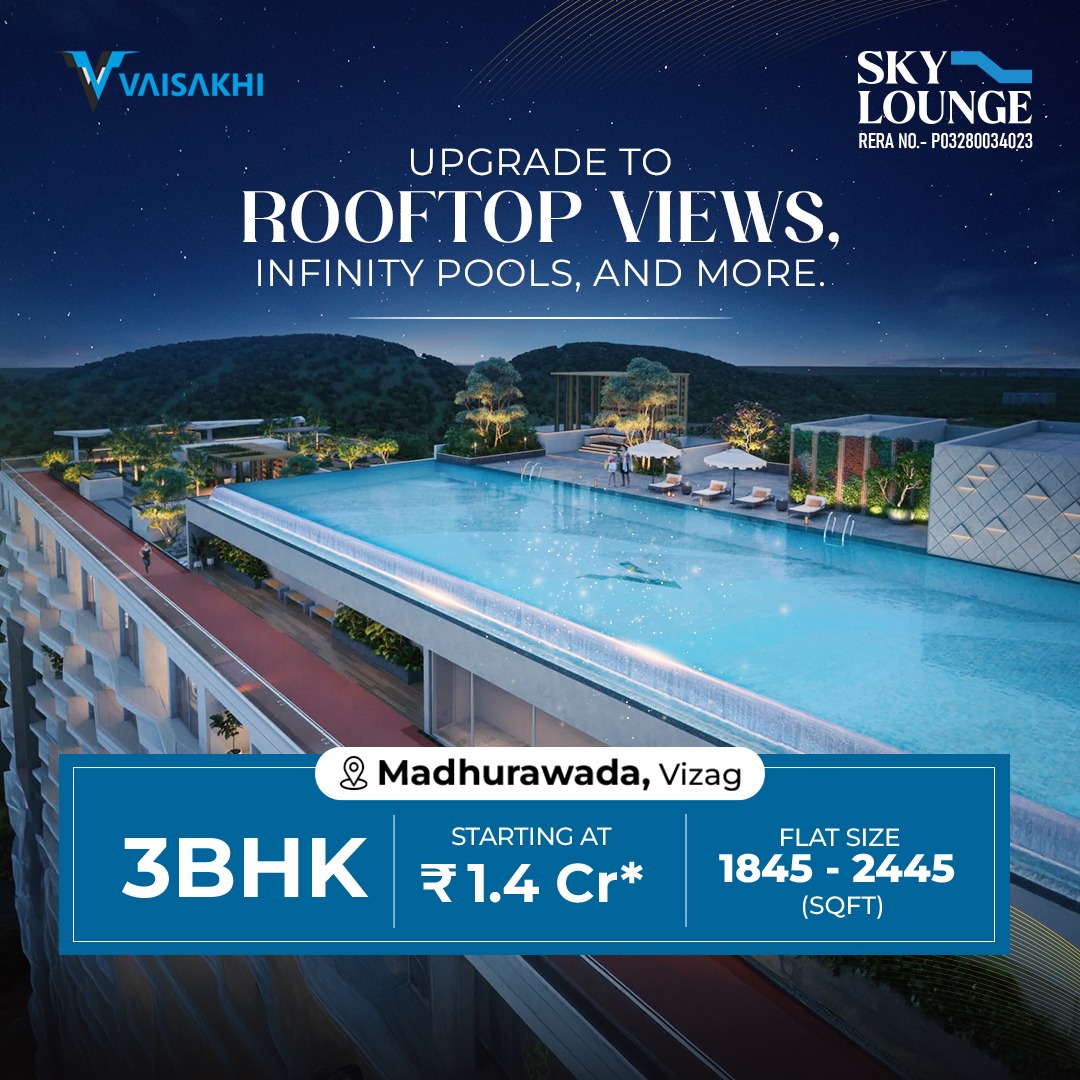 VAISAKHI
SKY
LOUNGE
RERA NO.- P03280034023
UPGRADE TO
ROOFTOP VIEWS,
INFINITY POOLS, AND MORE.
Madhurawada, Vizag
3BHK
STARTING AT
₹ 1.4 Cr*
FLAT SIZE
1845 - 2445
(SQFT)